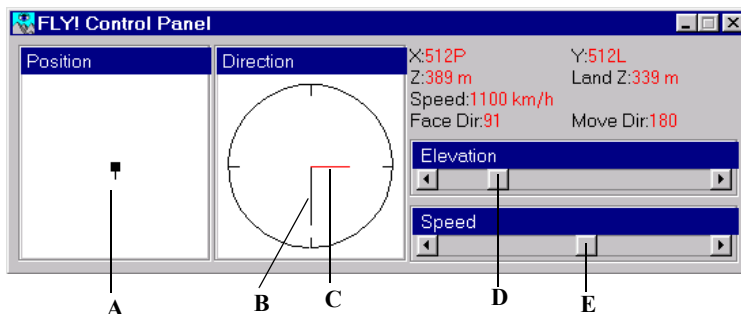 FLY! Control Panel
Position
Direction
X:512P Y:512L
Z:389 m Land Z:339 m
Speed:1100 km/h
Face Dir:91 Move Dir:180
Elevation
Speed
A
B
C
D
E